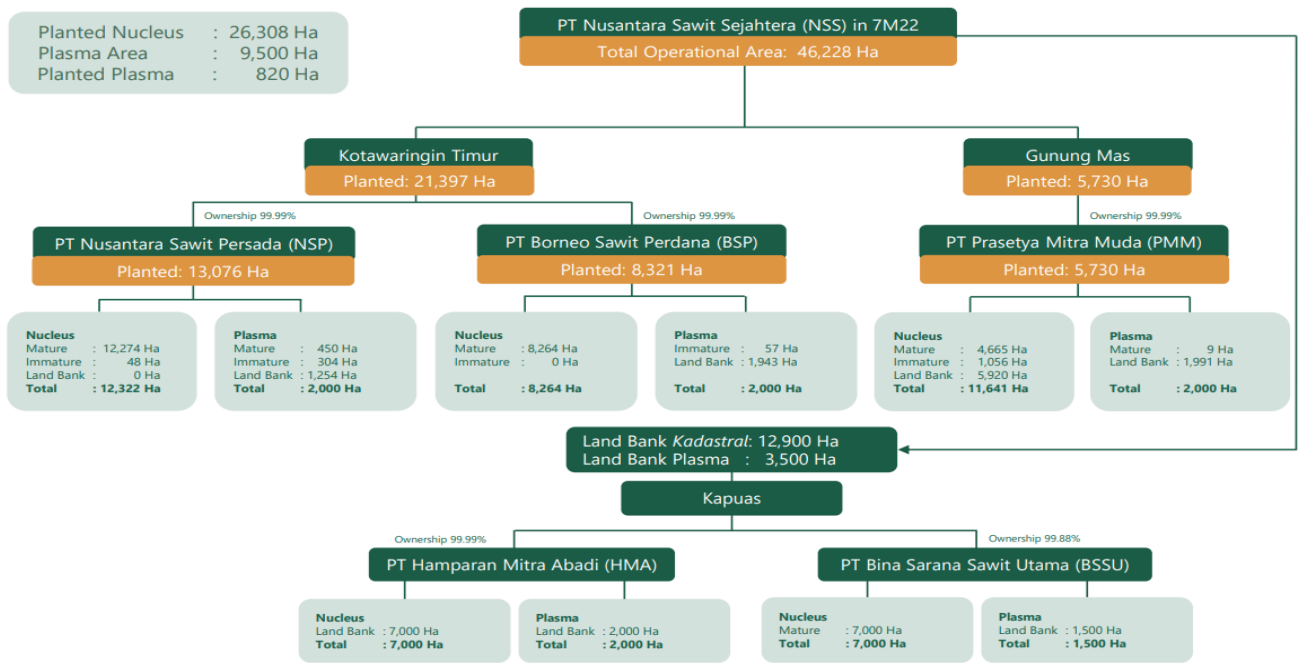 Planted Nucleus : 26,308 Ha
Plasma Area : 9,500 Ha
Planted Plasma : 820 Ha
PT Nusantara Sawit Sejahtera (NSS) in 7M22
Total Operational Area: 46,228 Ha
Kotawaringin Timur
Planted: 21,397 Ha
Gunung Mas
Planted: 5,730 Ha
Ownership 99.99%
PT Nusantara Sawit Persada (NSP)
Planted: 13,076 Ha
Ownership 99.99%
PT Borneo Sawit Perdana (BSP)
Planted: 8,321 Ha
Ownership 99.99%
PT Prasetya Mitra Muda (PMM)
Planted: 5,730 Ha
Nucleus
Mature : 12,274 Ha
Immature : 48 Ha
Land Bank : 0 Ha
Total : 12,322 Ha
Plasma
Mature : 450 Ha
Immature : 304 Ha
Land Bank : 1,254 Ha
Total : 2,000 Ha
Nucleus
Mature : 8,264 Ha
Immature : 0 Ha
Total : 8,264 Ha
Plasma
Immature : 57 Ha
Land Bank : 1,943 Ha
Total : 2,000 Ha
Nucleus
Mature : 4,665 Ha
Immature : 1,056 Ha
Land Bank : 5,920 Ha
Total : 11,641 Ha
Plasma
Mature : 9 Ha
Land Bank : 1,991 Ha
Total : 2,000 Ha
Land Bank Kadastral: 12,900 Ha
Land Bank Plasma : 3,500 Ha
Kapuas
Ownership 99.99%
PT Hamparan Mitra Abadi (HMA)
Ownership 99.88%
PT Bina Sarana Sawit Utama (BSSU)
Nucleus
Land Bank : 7,000 Ha
Total : 7,000 Ha
Plasma
Land Bank : 2,000 Ha
Total : 2,000 Ha
Nucleus
Mature : 7,000 Ha
Total : 7,000 Ha
Plasma
Land Bank : 1,500 Ha
Total : 1,500 Ha